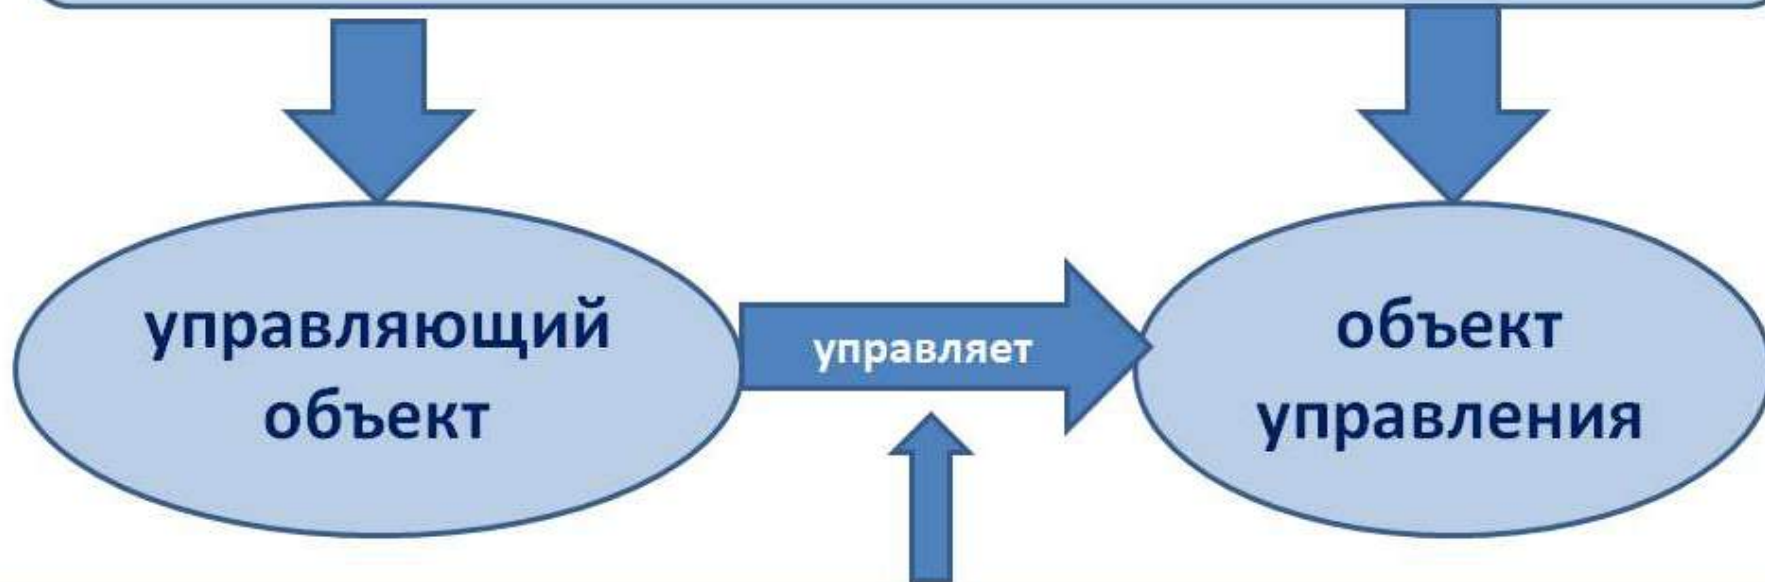 управляющий
объект
управляет
объект
управления